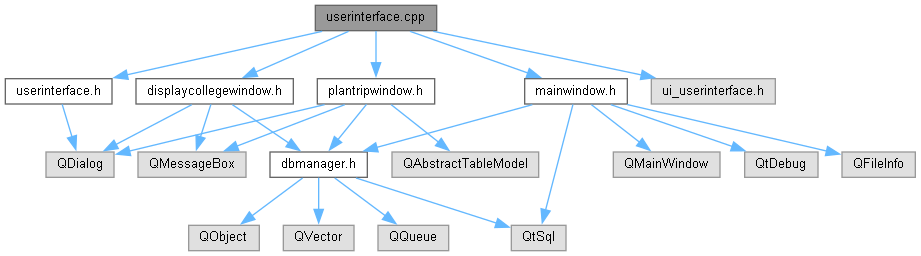 userinterface.cpp
userinterface.h
displaycollegewindow.h
plantripwindow.h
mainwindow.h
ui_userinterface.h
QDialog
QMessageBox
dbmanager.h
QAbstractTableModel
QMainWindow
QtDebug
QFileInfo
QObject
QVector
QQueue
QtSql